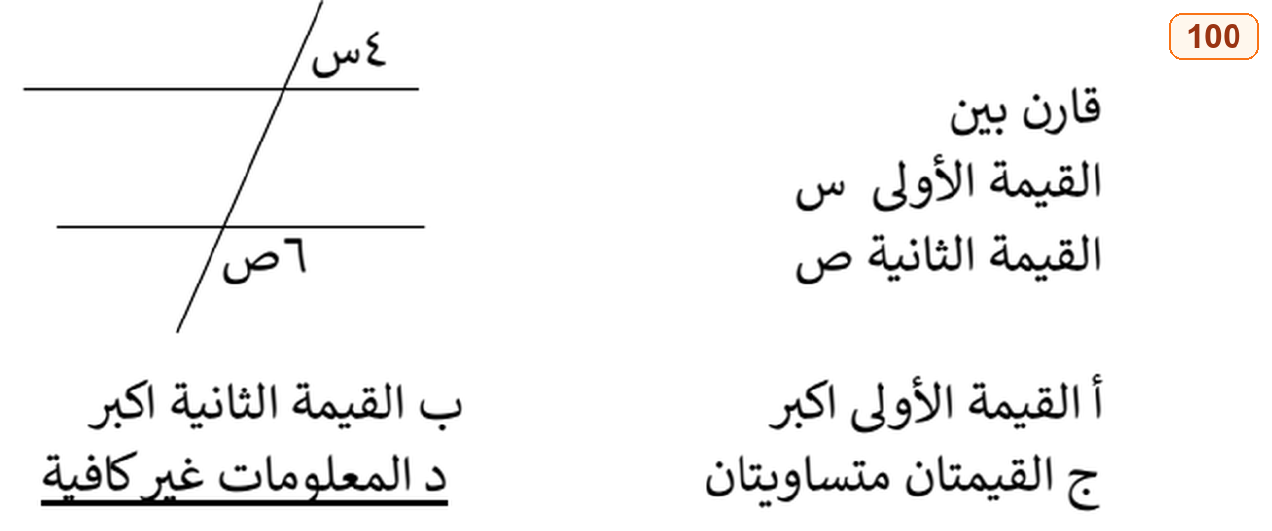 100
٤س
قارن بين
القيمة الأولى س
القيمة الثانية ص
٦ص
أ القيمة الأولى اكبر
ب القيمة الثانية اكبر
ج القيمتان متساويتان
د المعلومات غير كافية